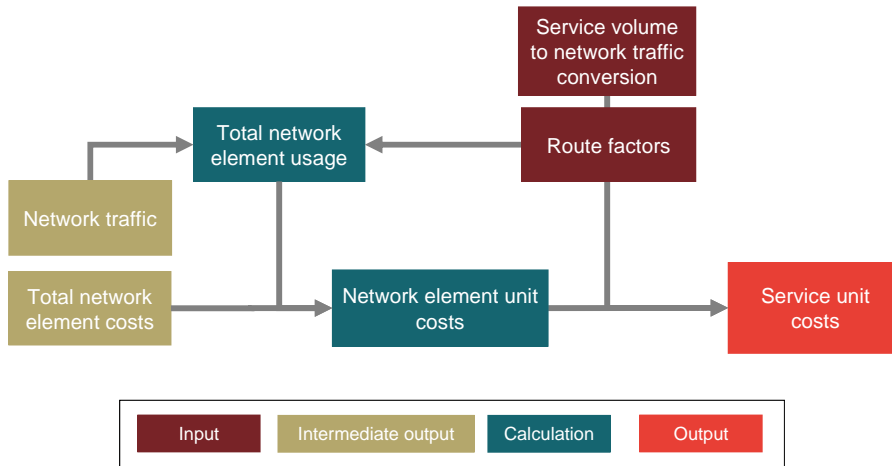 Service volume
to network traffic
conversion
Total network
element usage
Route factors
Network traffic
Total network
element costs
Network element unit
costs
Service unit
costs
Input
Intermediate output
Calculation
Output